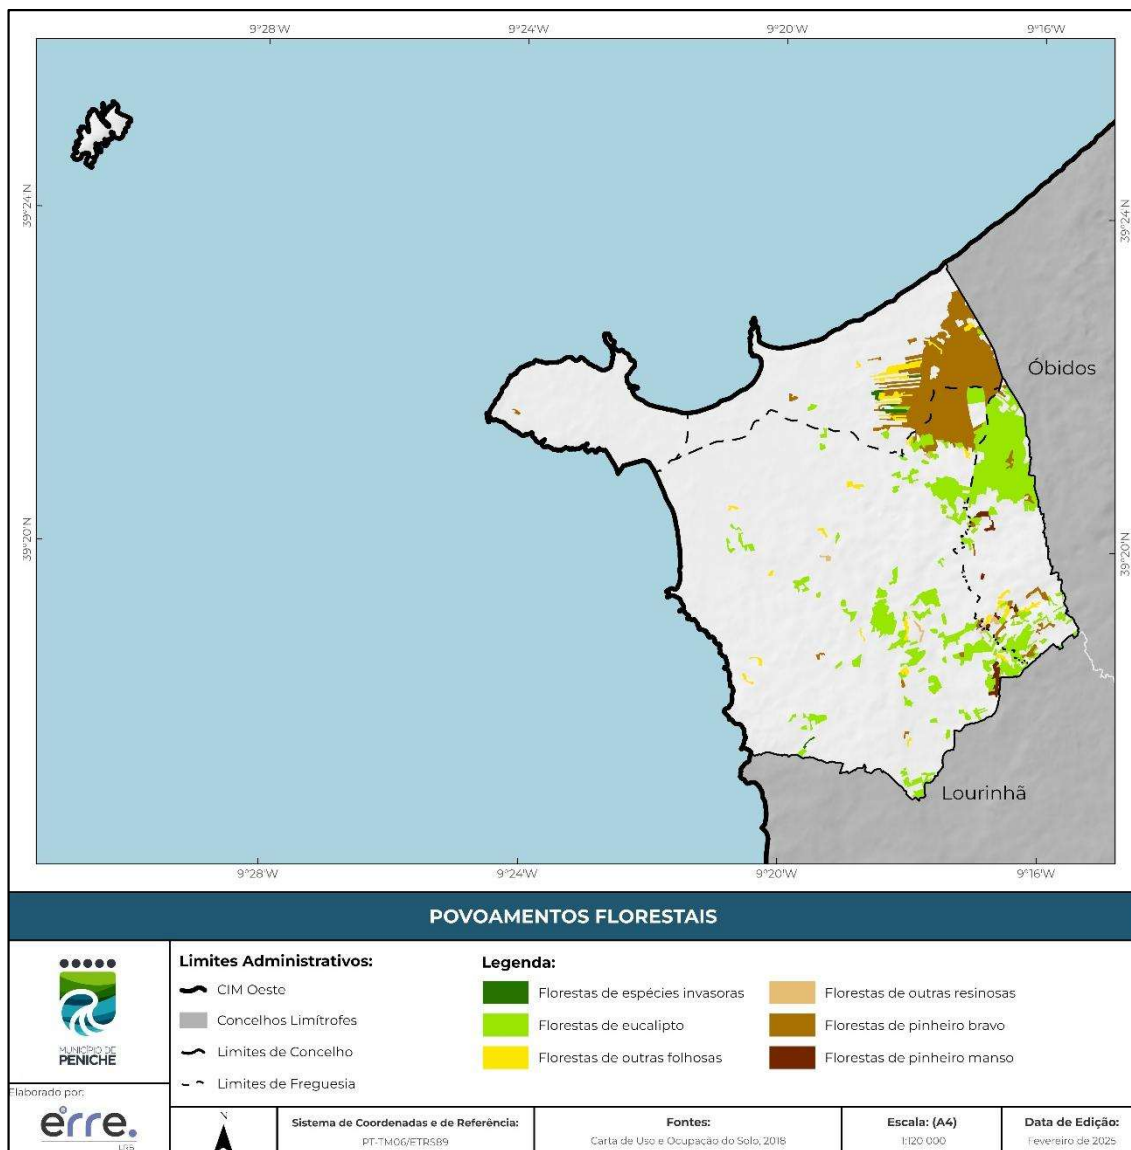 9°28'W
9°24'W
9°20'W
9°16'W
39°24'N
39°24'N
Óbidos
39°20'N
39°20'N
Lourinhã
9°28'W
9°24'W
9°20'W
9°16'W
POVOAMENTOS FLORESTAIS
MUNICÍPIO DE
PENICHE
Limites Administrativos:
CIM Oeste
Concelhos Limítrofes
Limites de Concelho
Limites de Freguesia
Legenda:
Florestas de espécies invasoras
Florestas de eucalipto
Florestas de outras folhosas
Florestas de outras resinosas
Florestas de pinheiro bravo
Florestas de pinheiro manso
Elaborado por:
erre.
N
Sistema de Coordenadas e de Referência:
PT-TM06/ETRS89
Fontes:
Carta de Uso e Ocupação do Solo, 2018
Escala: (A4)
1:120 000
Data de Edição:
Fevereiro de 2025